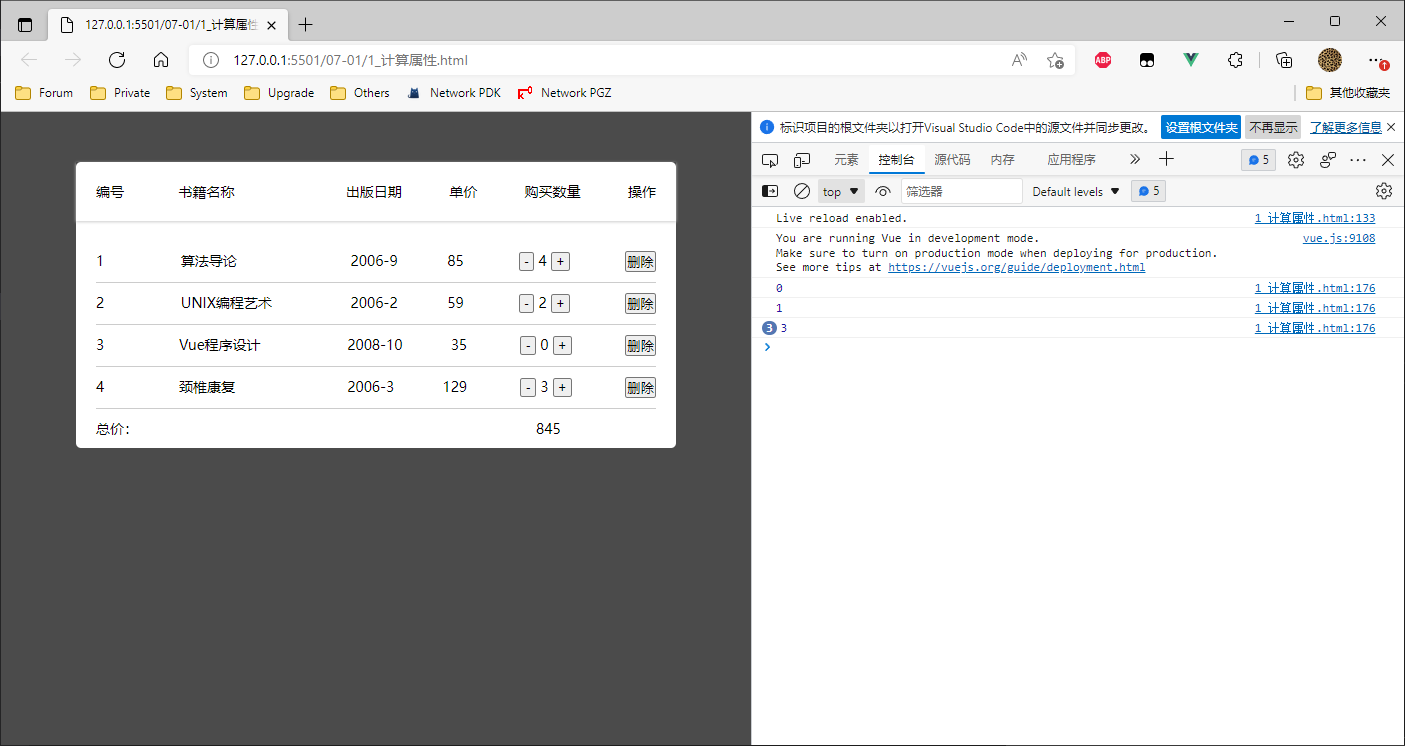 127.0.0.1:5501/07-01/1_计算属性
127.0.0.1:5501/07-01/1_计算属性.html
ABP
Forum Private System Upgrade Others Network PDK Network PGZ 其他收藏夹
标识项目的根文件夹以打开Visual Studio Code中的源文件并同步更改。 设置根文件夹 不再显示 了解更多信息
元素 控制台 源代码 内存 应用程序 5
top 筛选器 Default levels 5
编号 书籍名称 出版日期 单价 购买数量 操作
1 算法导论 2006-9 85 - 4 + 删除
2 UNIX编程艺术 2006-2 59 - 2 + 删除
3 Vue程序设计 2008-10 35 - 0 + 删除
4 颈椎康复 2006-3 129 - 3 + 删除
总价: 845
Live reload enabled. 1_计算属性.html:133
You are running Vue in development mode. vue.js:9108
Make sure to turn on production mode when deploying for production.
See more tips at https://vuejs.org/guide/deployment.html
0 1_计算属性.html:176
1 1_计算属性.html:176
3 3 1_计算属性.html:176